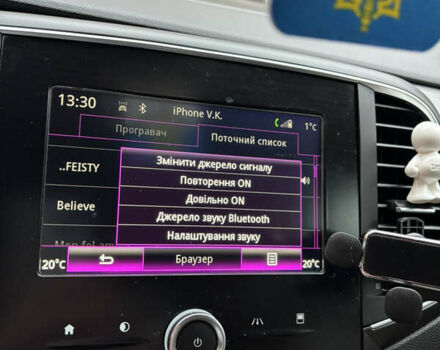 13:30
iPhone V.K.
1°C
Програвач
Поточний список
Змінити джерело сигналу
..FEISTY
Повторення ON
Довільно ON
Believe
Джерело звуку Bluetooth
Налаштування звуку
20°C
Браузер
20°C